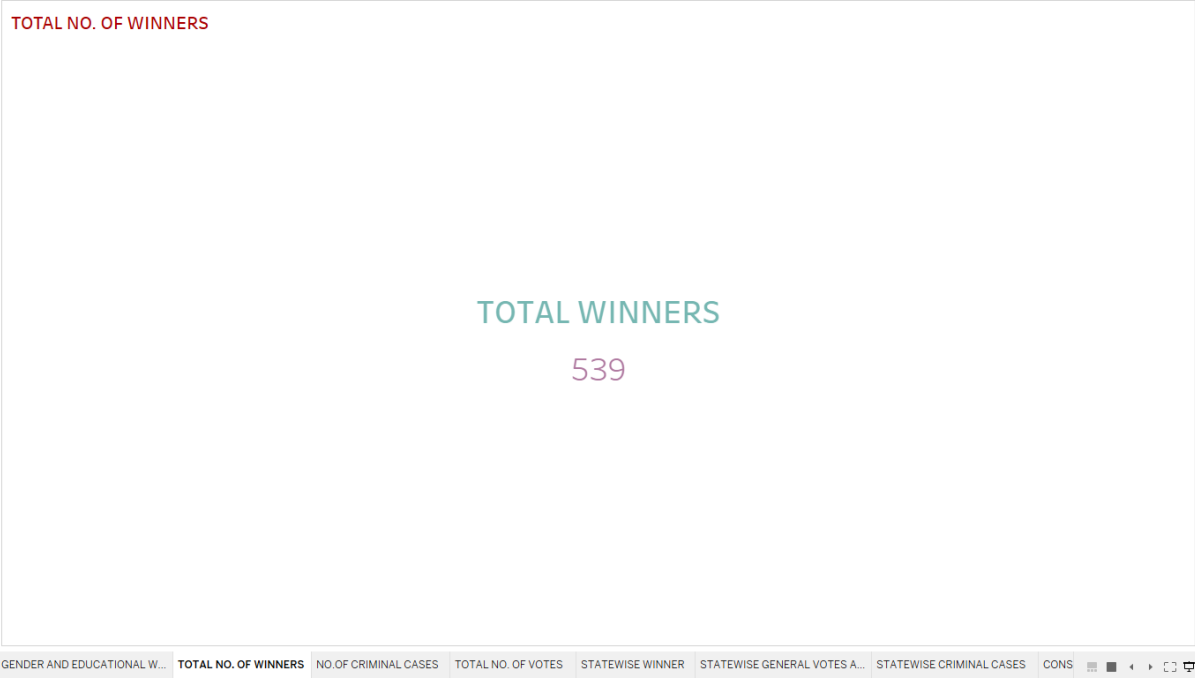 TOTAL NO. OF WINNERS
TOTAL WINNERS
539
GENDER AND EDUCATIONAL W... TOTAL NO. OF WINNERS NO.OF CRIMINAL CASES TOTAL NO. OF VOTES STATEWISE WINNER STATEWISE GENERAL VOTES A... STATEWISE CRIMINAL CASES CONS